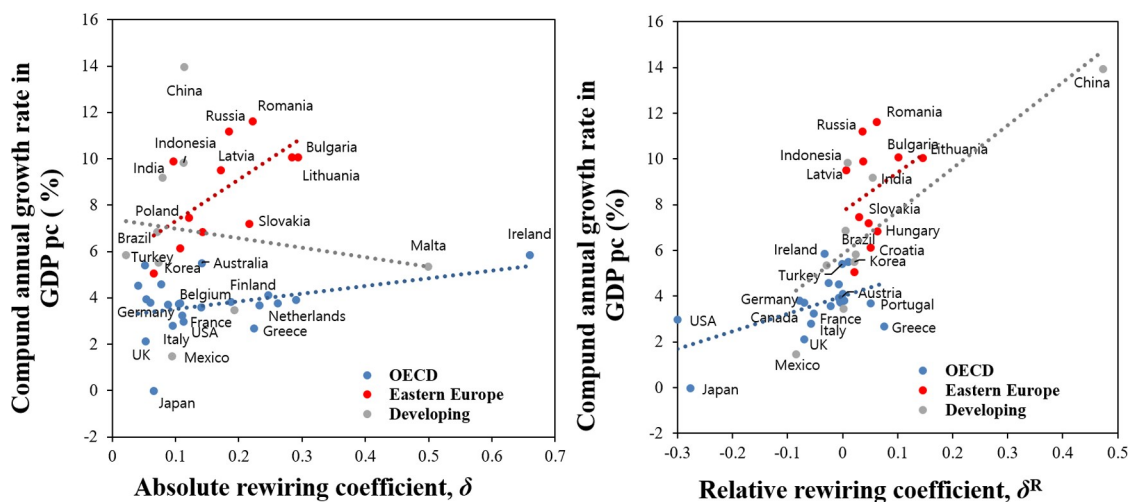 Compund annual growth rate in
GDP pc ( %)
16
14
12
10
8
6
4
2
0
-2
China
Romania
Russia
Indonesia
Latvia
Bulgaria
India
Lithuania
Poland
Slovakia
Brazil
Malta
Ireland
Turkey
Korea
Australia
Belgium
Finland
Germany
Netherlands
France
USA
Greece
Italy
UK
Mexico
Japan
OECD
Eastern Europe
Developing
0
0.1
0.2
0.3
0.4
0.5
0.6
0.7
Absolute rewiring coefficient, δ
Compund annual growth rate in
GDP pc (%)
16
14
12
10
8
6
4
2
0
-2
China
Romania
Russia
Bulgaria
Lithuania
Indonesia
Latvia
India
Slovakia
Hungary
Brazil
Croatia
Ireland
Korea
Turkey
Austria
Germany
Portugal
Canada
France
USA
Greece
Italy
UK
Mexico
Japan
OECD
Eastern Europe
Developing
-0.3
-0.2
-0.1
0
0.1
0.2
0.3
0.4
0.5
Relative rewiring coefficient, δᴿ